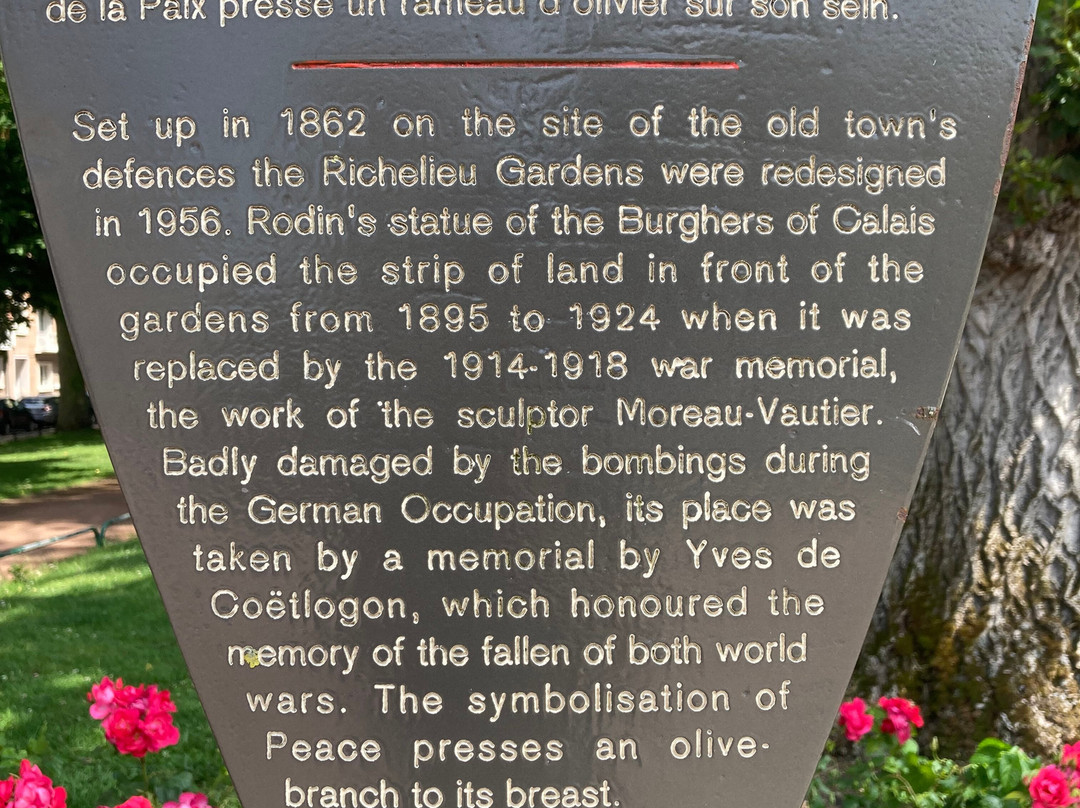 de la Paix presse un rameau d'olivier sur son sein.
Set up in 1862 on the site of the old town's
defences the Richelieu Gardens were redesigned
in 1956. Rodin's statue of the Burghers of Calais
occupied the strip of land in front of the
gardens from 1895 to 1924 when it was
replaced by the 1914-1918 war memorial,
the work of the sculptor Moreau-Vautier.
Badly damaged by the bombings during
the German Occupation, its place was
taken by a memorial by Yves de
Coëtlogon, which honoured the
memory of the fallen of both world
wars. The symbolisation of
Peace presses an olive-
branch to its breast.